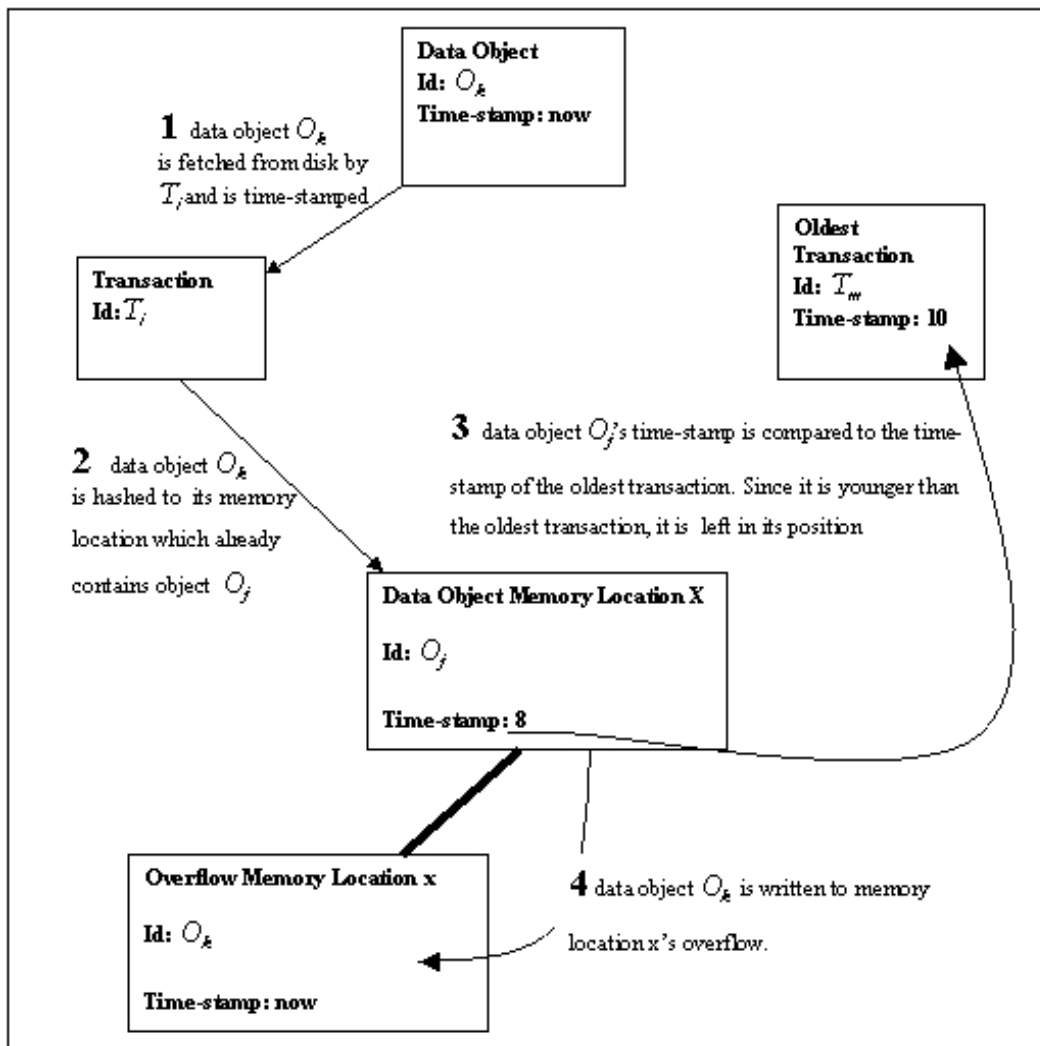 Data Object
Id: O_k
Time-stamp: now
1 data object O_k
is fetched from disk by
T_i and is time-stamped
Oldest
Transaction
Id: T_m
Time-stamp: 10
Transaction
Id: T_i
3 data object O_j's time-stamp is compared to the time-
stamp of the oldest transaction. Since it is younger than
the oldest transaction, it is left in its position
2 data object O_k
is hashed to its memory
location which already
contains object O_j
Data Object Memory Location X
Id: O_j
Time-stamp: 8
Overflow Memory Location x
Id: O_k
Time-stamp: now
4 data object O_k is written to memory
location x's overflow.